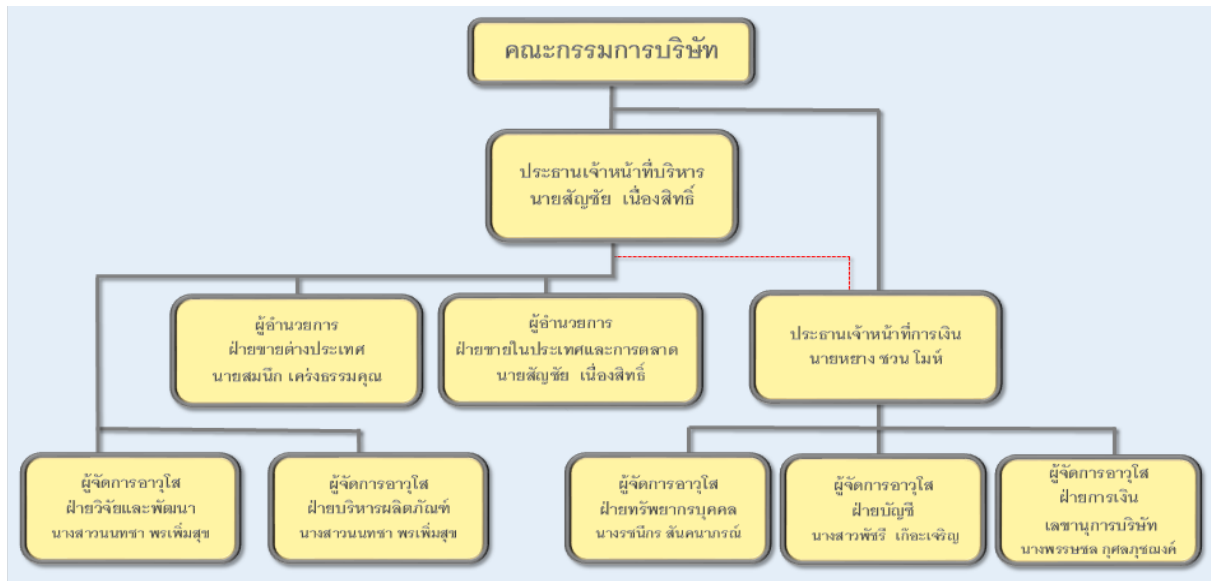 คณะกรรมการบริษัท
ประธานเจ้าหน้าที่บริหาร
นายสัญชัย เนื่องสิทธิ์
ผู้อำนวยการ
ฝ่ายขายต่างประเทศ
นายสมนึก เคร่งธรรมคุณ
ผู้อำนวยการ
ฝ่ายขายในประเทศและการตลาด
นายสัญชัย เนื่องสิทธิ์
ประธานเจ้าหน้าที่การเงิน
นายหยาง ชวน โมห์
ผู้จัดการอาวุโส
ฝ่ายวิจัยและพัฒนา
นางสาวนนทชา พรเพิ่มสุข
ผู้จัดการอาวุโส
ฝ่ายบริหารผลิตภัณฑ์
นางสาวนนทชา พรเพิ่มสุข
ผู้จัดการอาวุโส
ฝ่ายทรัพยากรบุคคล
นางรชนีกร สันคนาภรณ์
ผู้จัดการอาวุโส
ฝ่ายบัญชี
นางสาวพัชรี เก๊อะเจริญ
ผู้จัดการอาวุโส
ฝ่ายการเงิน
เลขานุการบริษัท
นางพรรษชล กุศลภุชฌงค์